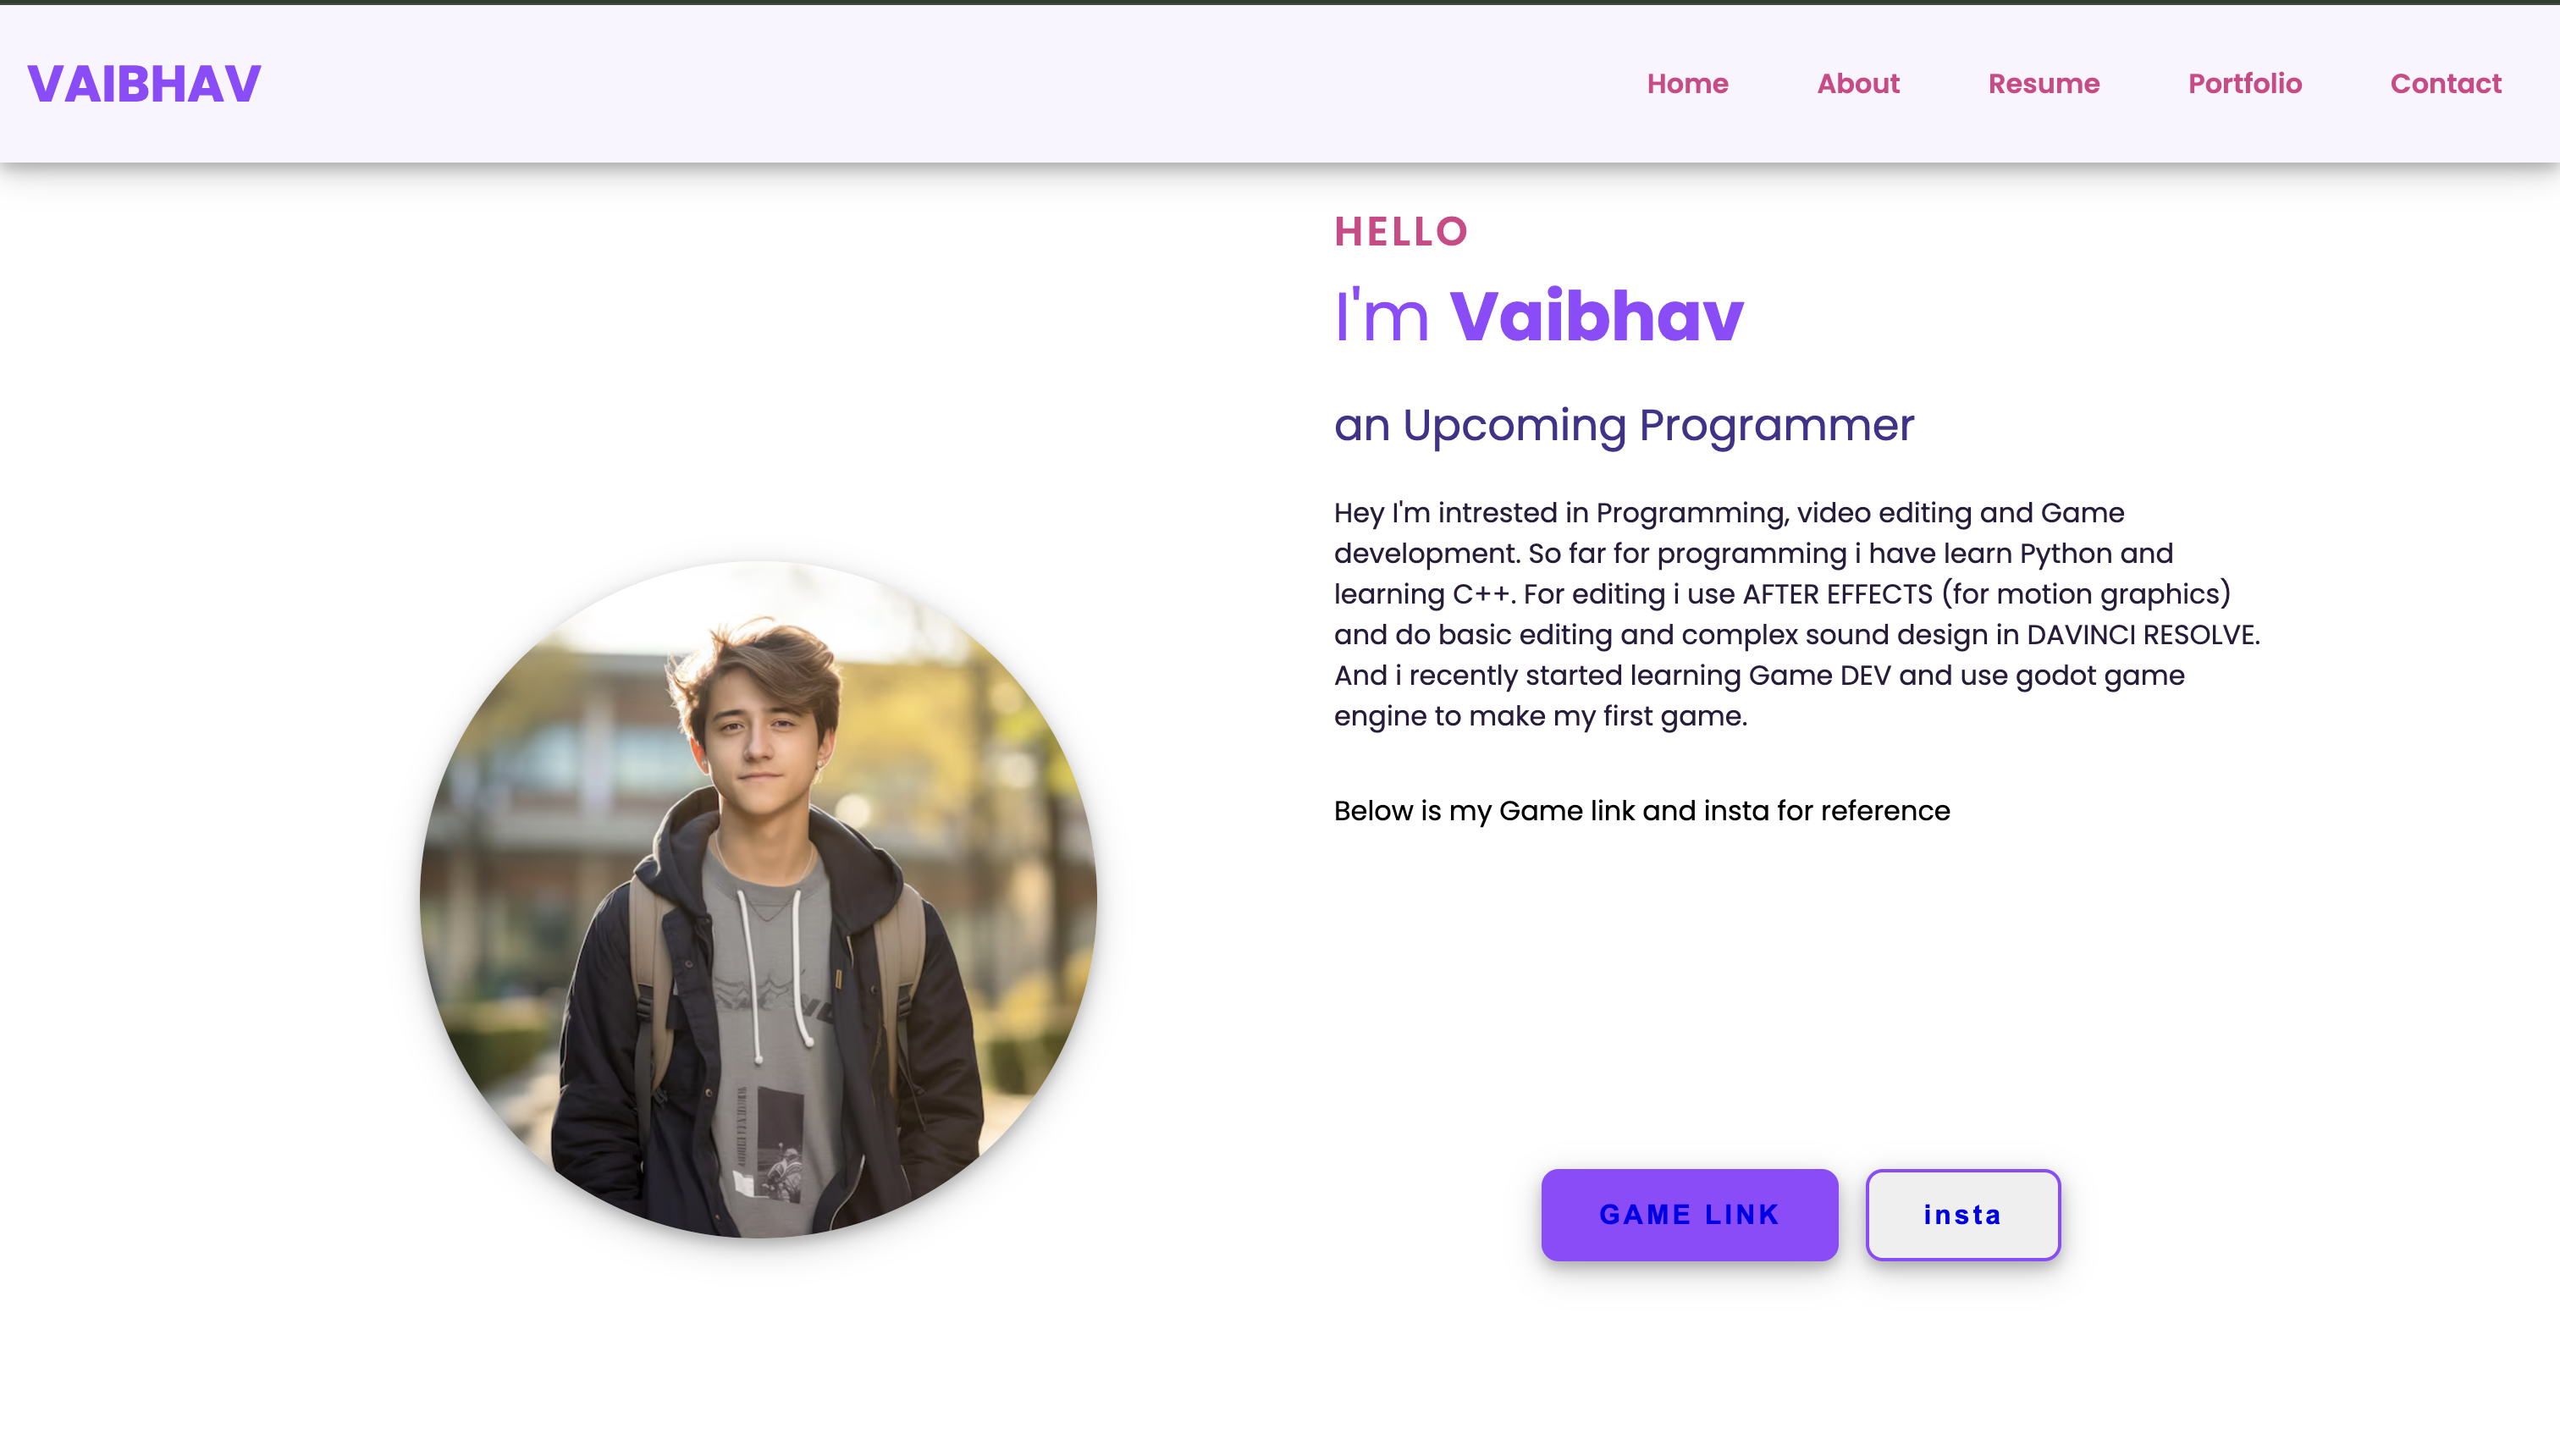 VAIBHAV
Home About Resume Portfolio Contact
HELLO
I'm Vaibhav
an Upcoming Programmer
Hey I'm intrested in Programming, video editing and Game
development. So far for programming i have learn Python and
learning C++. For editing i use AFTER EFFECTS (for motion graphics)
and do basic editing and complex sound design in DAVINCI RESOLVE.
And i recently started learning Game DEV and use godot game
engine to make my first game.
Below is my Game link and insta for reference
GAME LINK insta